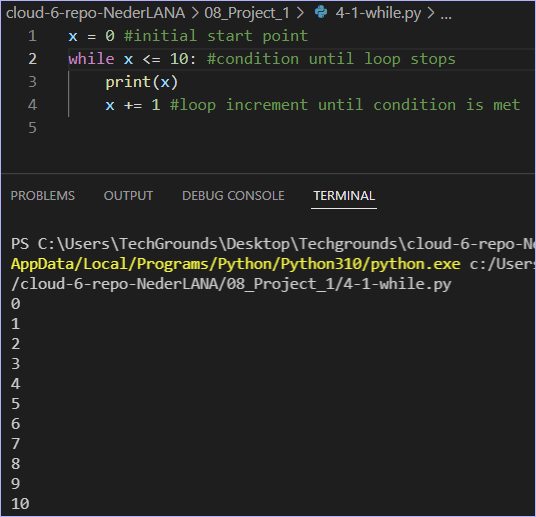 cloud-6-repo-NederLANA > 08_Project_1 > 4-1-while.py > ...
1 x = 0 #initial start point
2 while x <= 10: #condition until loop stops
3     print(x)
4     x += 1 #loop increment until condition is met
5
PROBLEMS OUTPUT DEBUG CONSOLE TERMINAL
PS C:\Users\TechGrounds\Desktop\Techgrounds\cloud-6-repo-Ne
AppData/Local/Programs/Python/Python310/python.exe c:/Users
/cloud-6-repo-NederLANA/08_Project_1/4-1-while.py
0
1
2
3
4
5
6
7
8
9
10